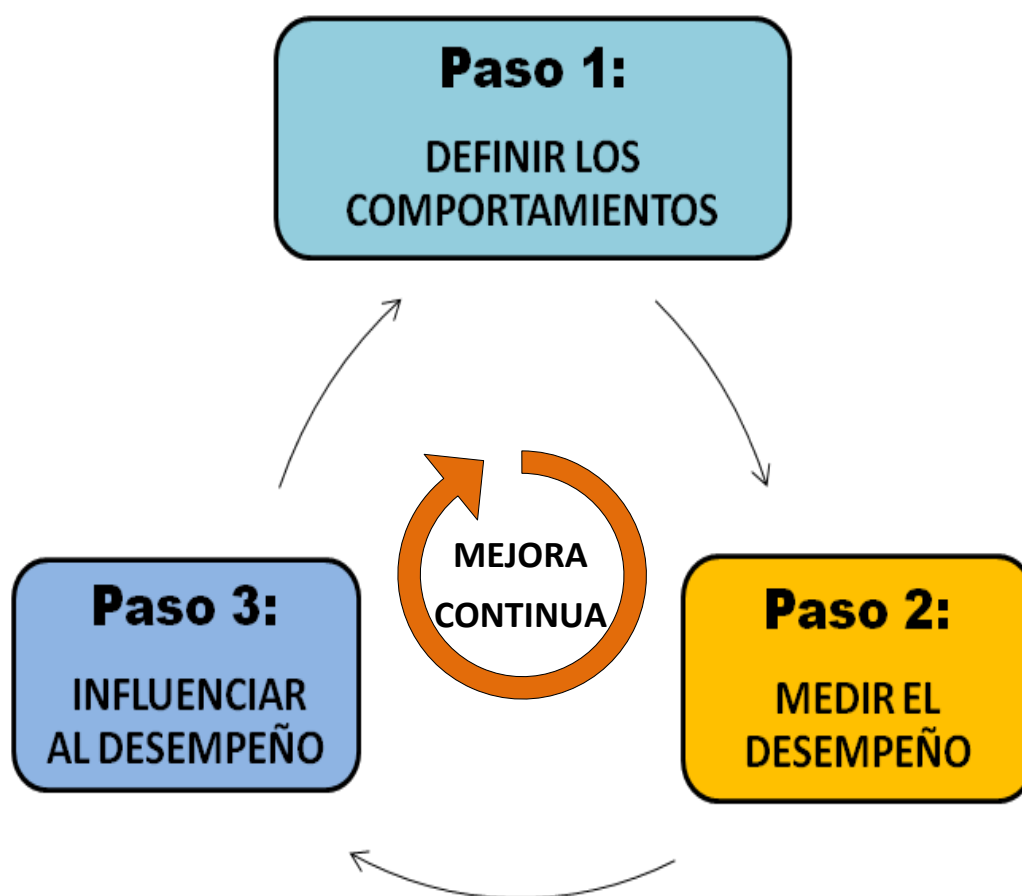 Paso 1:
DEFINIR LOS
COMPORTAMIENTOS
MEJORA
CONTINUA
Paso 3:
INFLUENCIAR
AL DESEMPEÑO
Paso 2:
MEDIR EL
DESEMPEÑO